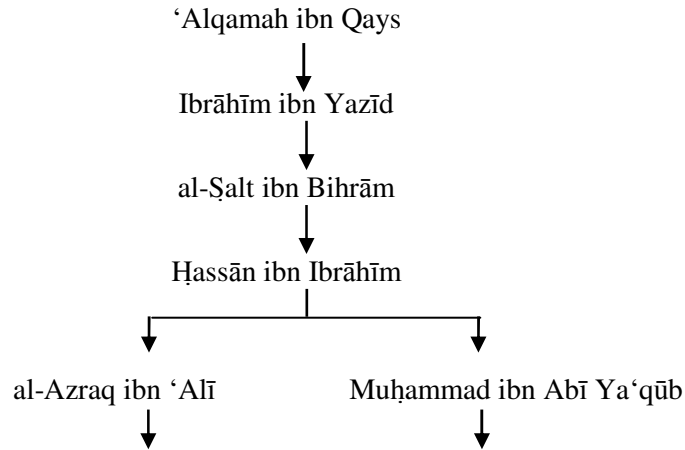 ‘Alqamah ibn Qays
Ibrāhīm ibn Yazīd
al-Ṣalt ibn Bihrām
Ḥassān ibn Ibrāhīm
al-Azraq ibn ‘Alī Muḥammad ibn Abī Ya‘qūb